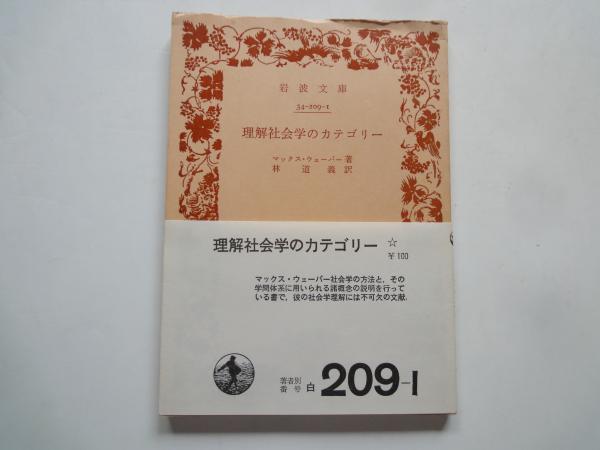 岩波文庫
34-209-1
理解社会学のカテゴリー
マックス・ウェーバー著
林道義訳
理解社会学のカテゴリー ☆
¥100
マックス・ウェーバー社会学の方法と、その
学問体系に用いられる諸概念の説明を行って
いる書で、彼の社会学理解には不可欠の文献.
著者別
番号 白 209-1